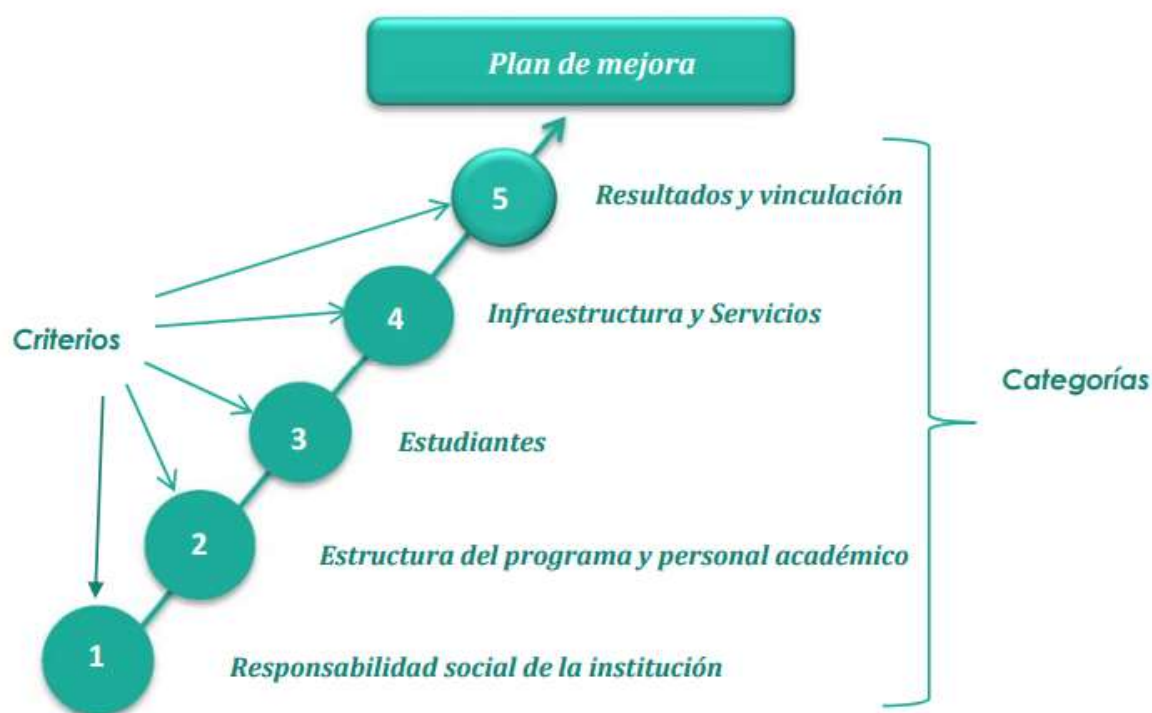 Plan de mejora
5
Resultados y vinculación
4
Infraestructura y Servicios
Criterios
Categorías
3
Estudiantes
2
Estructura del programa y personal académico
1
Responsabilidad social de la institución